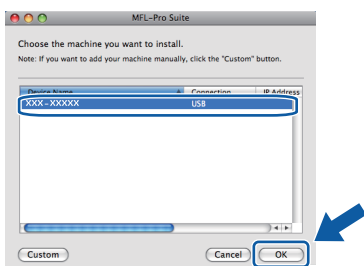 MFL-Pro Suite
Choose the machine you want to install.
Note: If you want to add your machine manually, click the "Custom" button.
Device Name Connection IP Address
XXX-XXXXX USB
Custom Cancel OK